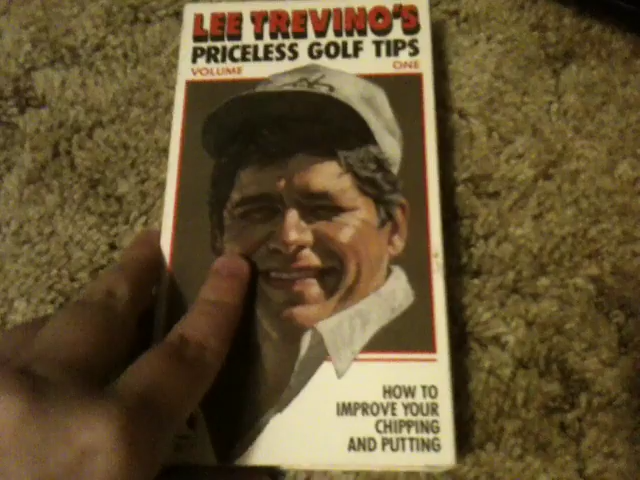 LEE TREVINO'S
PRICELESS GOLF TIPS
VOLUME ONE
HOW TO
IMPROVE YOUR
CHIPPING
AND PUTTING